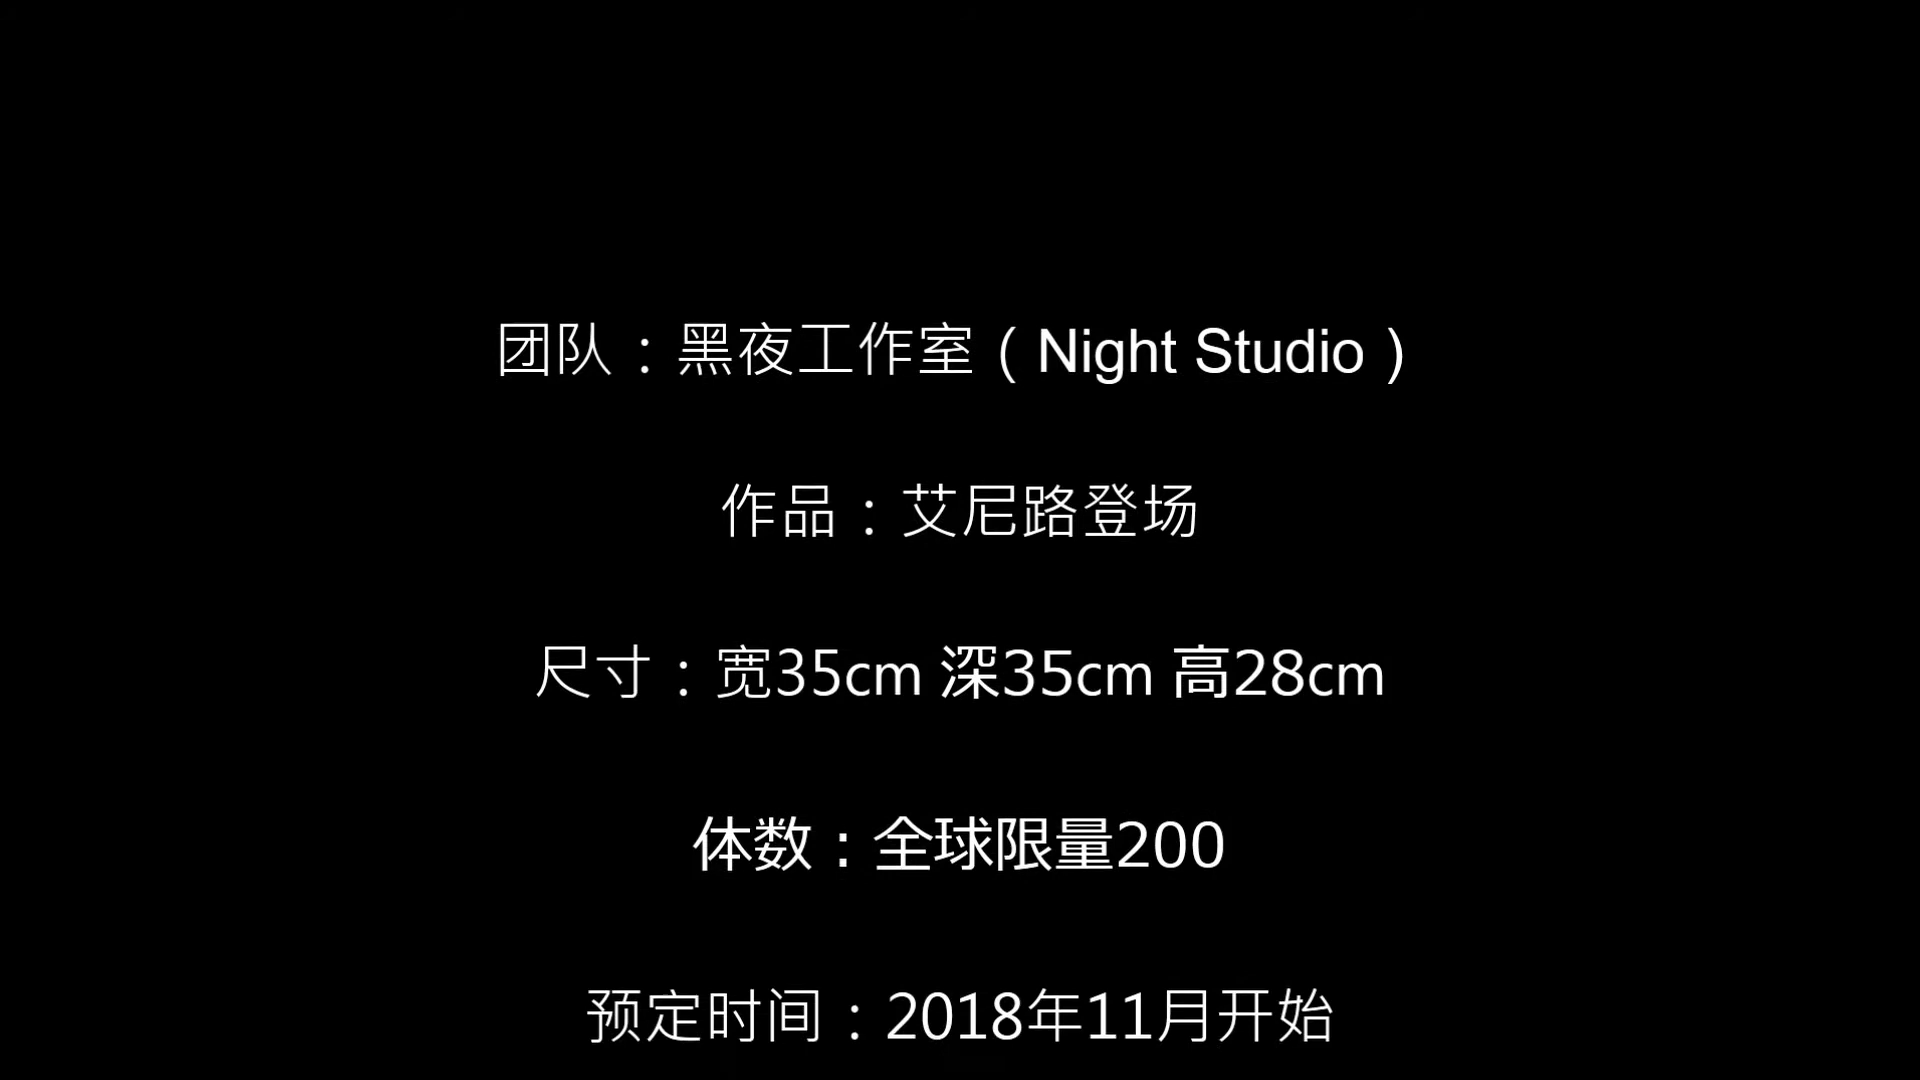 团队：黑夜工作室（Night Studio）
作品：艾尼路登场
尺寸：宽35cm 深35cm 高28cm
体数：全球限量200
预定时间：2018年11月开始